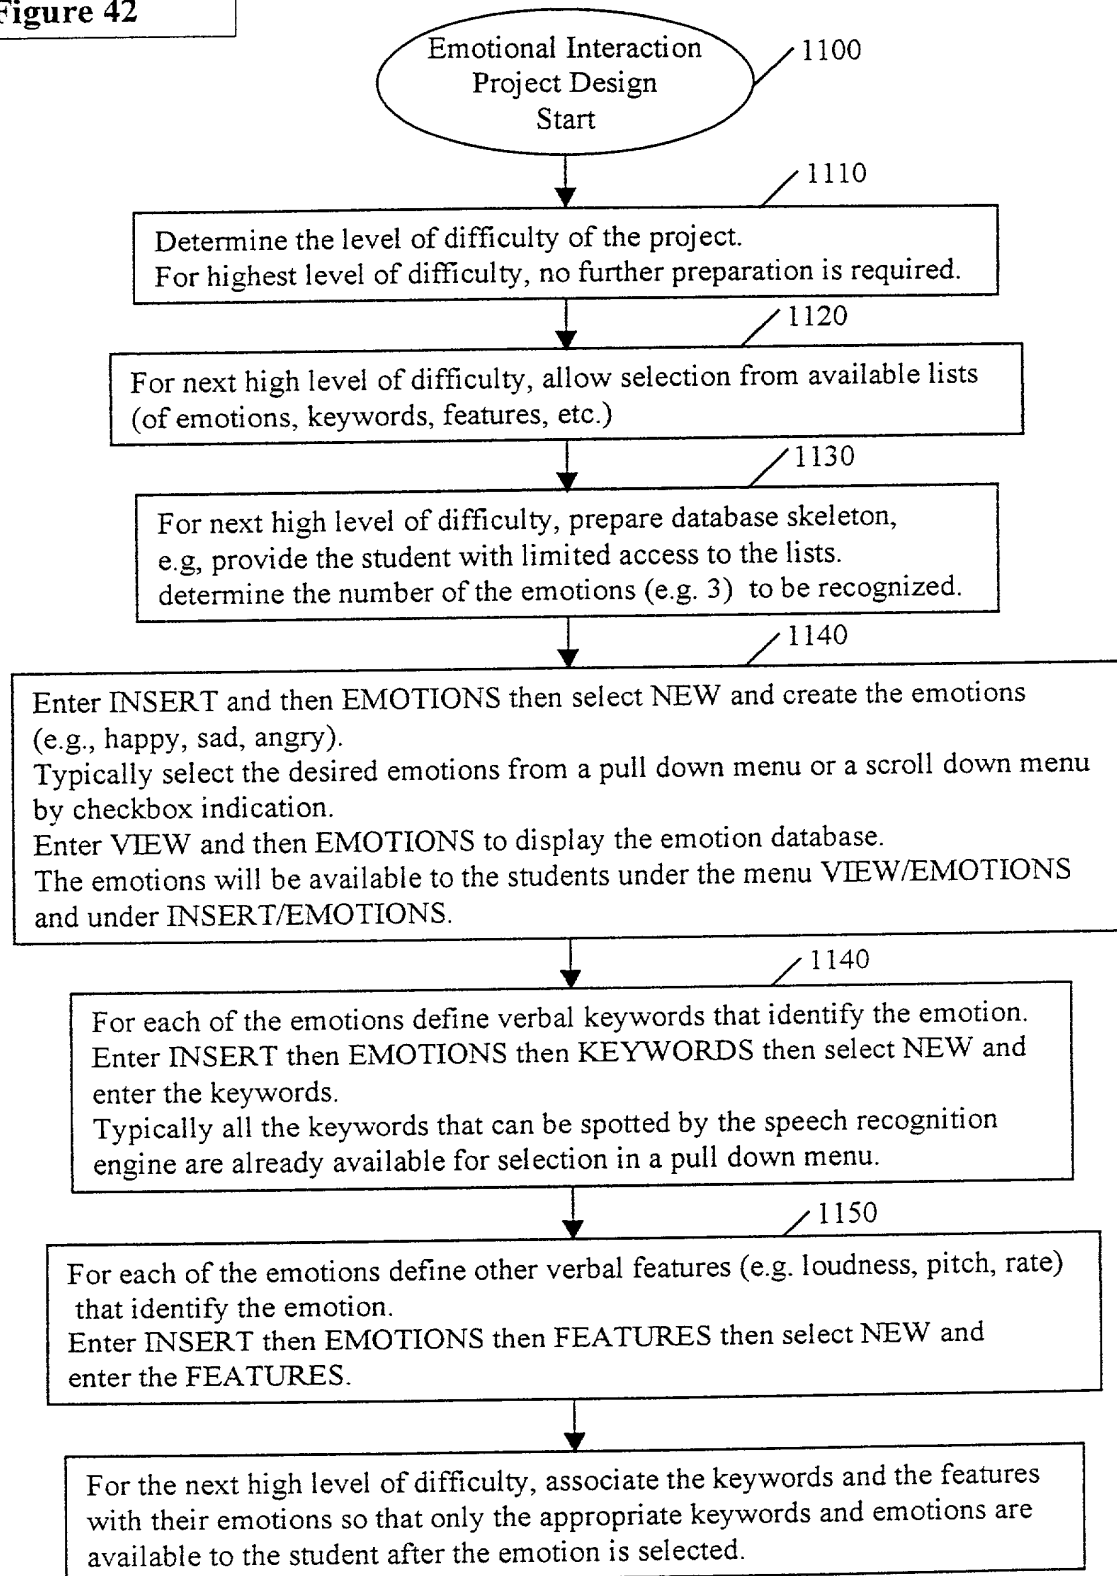 Figure 42
Emotional Interaction
Project Design
Start
1100
1110
Determine the level of difficulty of the project.
For highest level of difficulty, no further preparation is required.
1120
For next high level of difficulty, allow selection from available lists
(of emotions, keywords, features, etc.)
1130
For next high level of difficulty, prepare database skeleton,
e.g, provide the student with limited access to the lists.
determine the number of the emotions (e.g. 3) to be recognized.
1140
Enter INSERT and then EMOTIONS then select NEW and create the emotions
(e.g., happy, sad, angry).
Typically select the desired emotions from a pull down menu or a scroll down menu
by checkbox indication.
Enter VIEW and then EMOTIONS to display the emotion database.
The emotions will be available to the students under the menu VIEW/EMOTIONS
and under INSERT/EMOTIONS.
1140
For each of the emotions define verbal keywords that identify the emotion.
Enter INSERT then EMOTIONS then KEYWORDS then select NEW and
enter the keywords.
Typically all the keywords that can be spotted by the speech recognition
engine are already available for selection in a pull down menu.
1150
For each of the emotions define other verbal features (e.g. loudness, pitch, rate)
that identify the emotion.
Enter INSERT then EMOTIONS then FEATURES then select NEW and
enter the FEATURES.
For the next high level of difficulty, associate the keywords and the features
with their emotions so that only the appropriate keywords and emotions are
available to the student after the emotion is selected.